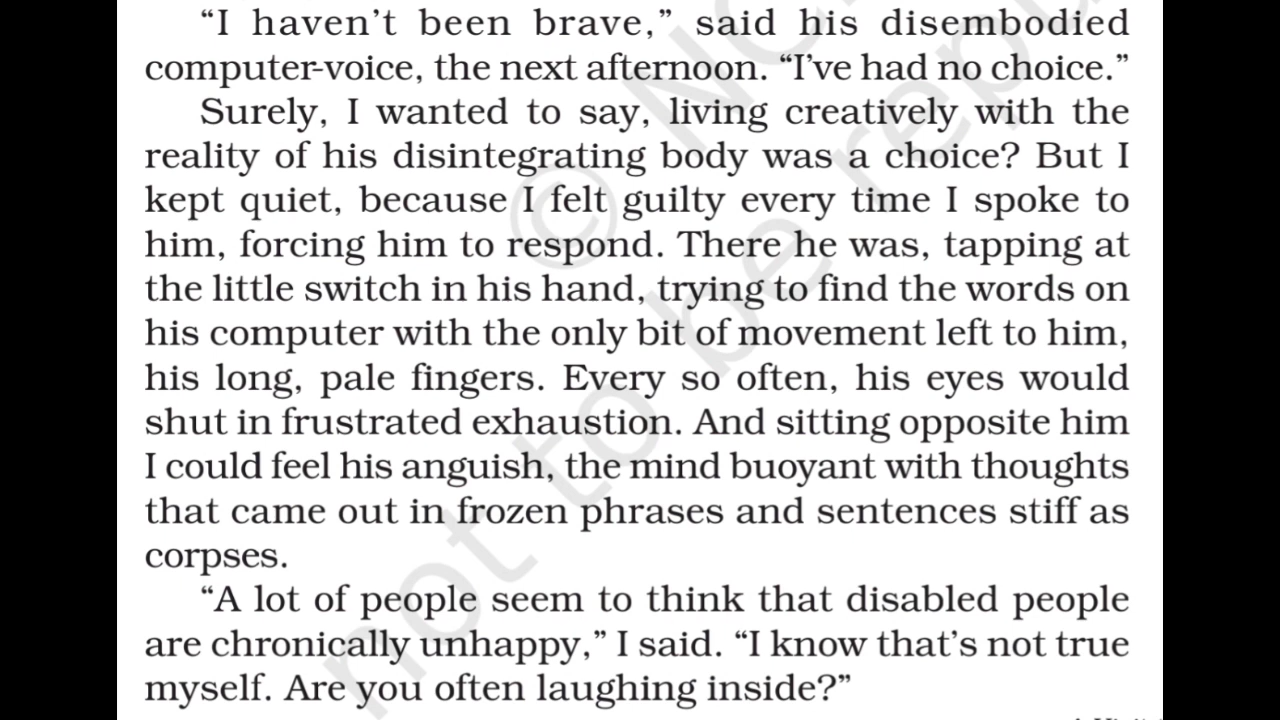 “I haven’t been brave,” said his disembodied
computer-voice, the next afternoon. “I’ve had no choice.”
Surely, I wanted to say, living creatively with the
reality of his disintegrating body was a choice? But I
kept quiet, because I felt guilty every time I spoke to
him, forcing him to respond. There he was, tapping at
the little switch in his hand, trying to find the words on
his computer with the only bit of movement left to him,
his long, pale fingers. Every so often, his eyes would
shut in frustrated exhaustion. And sitting opposite him
I could feel his anguish, the mind buoyant with thoughts
that came out in frozen phrases and sentences stiff as
corpses.
“A lot of people seem to think that disabled people
are chronically unhappy,” I said. “I know that’s not true
myself. Are you often laughing inside?”
not to be